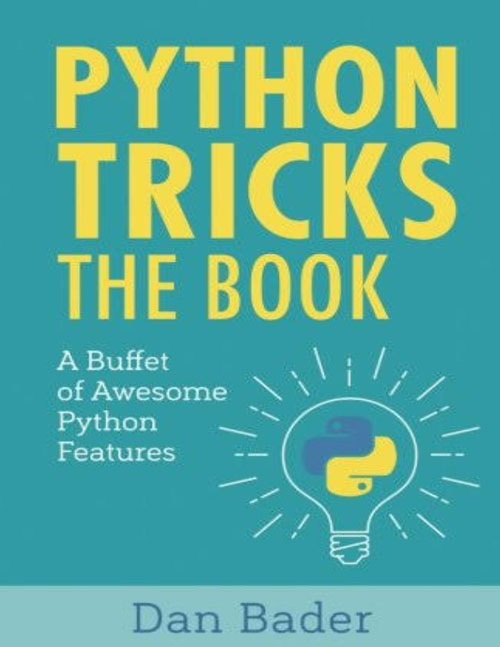 PYTHON
TRICKS
THE BOOK
A Buffet
of Awesome
Python
Features
Dan Bader